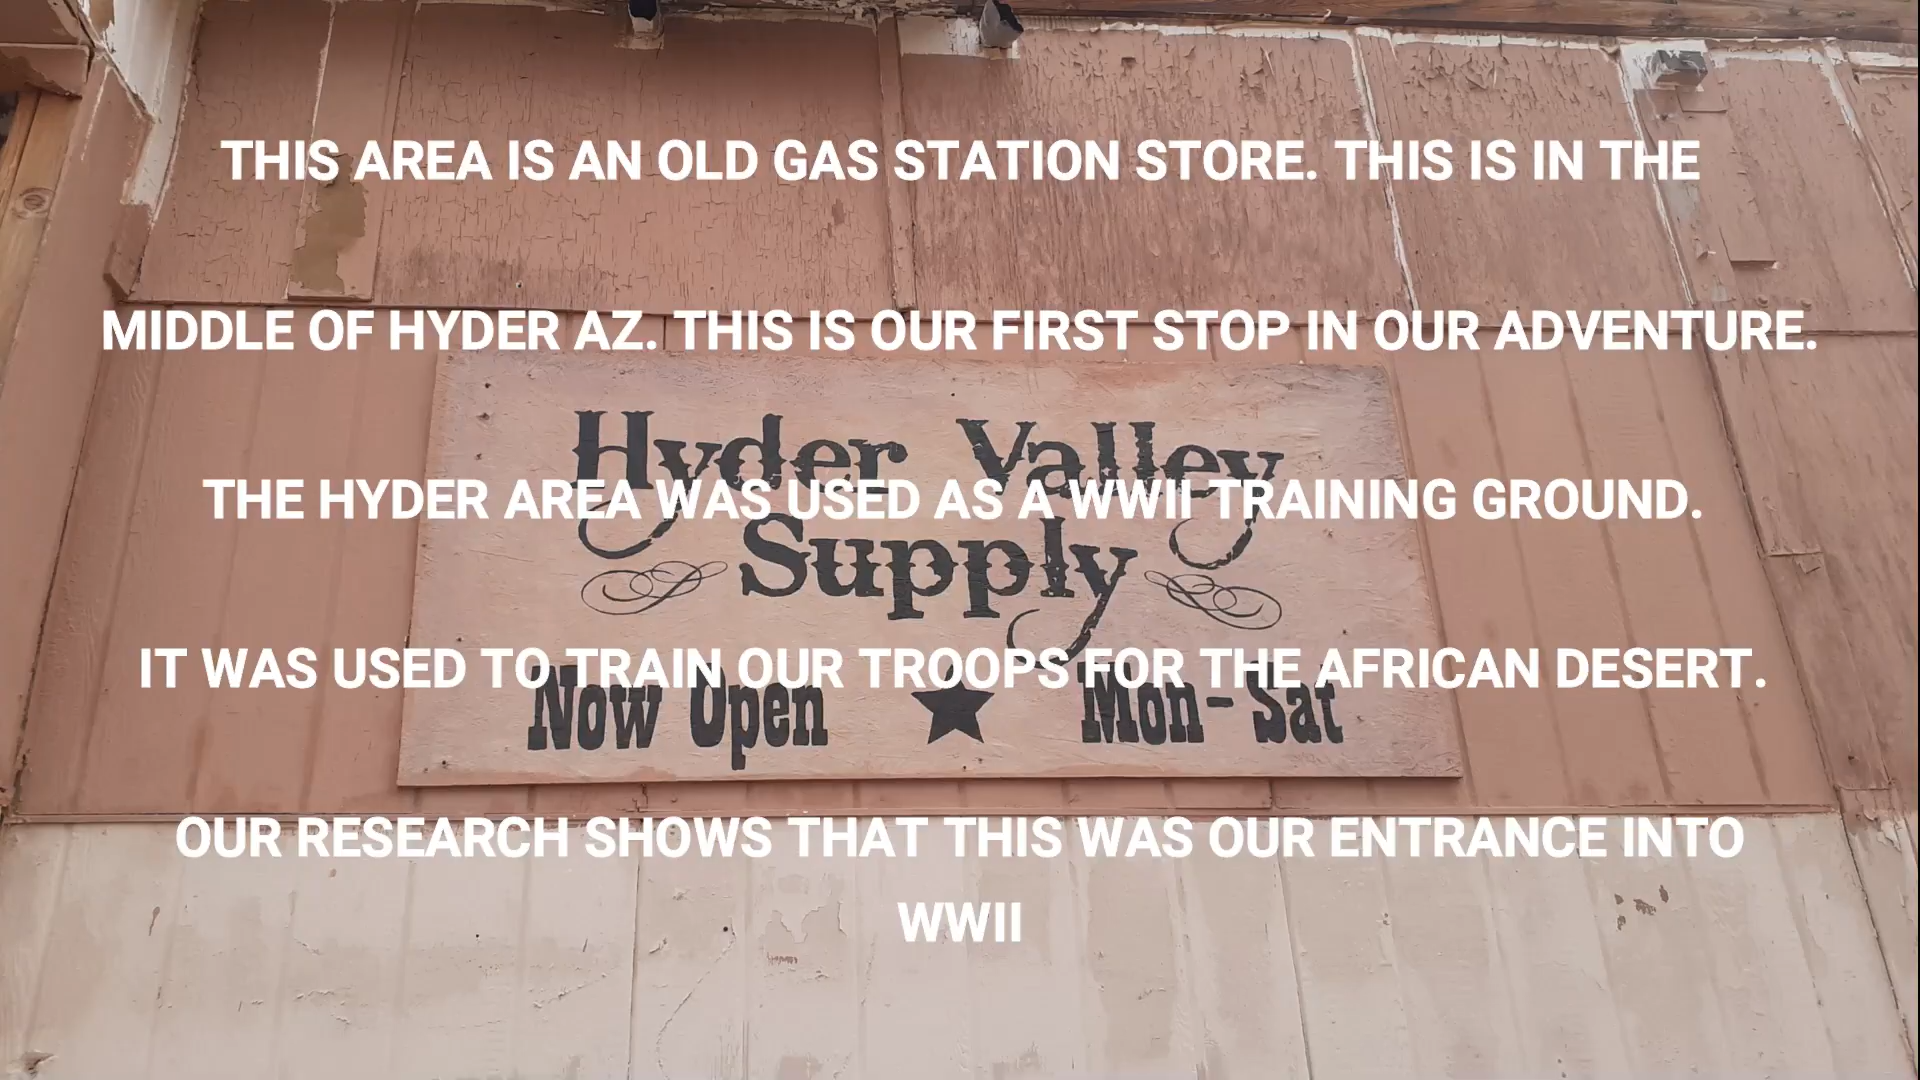 THIS AREA IS AN OLD GAS STATION STORE. THIS IS IN THE
MIDDLE OF HYDER AZ. THIS IS OUR FIRST STOP IN OUR ADVENTURE.
Hyder Valley
THE HYDER AREA WAS USED AS A WWII TRAINING GROUND.
Supply
IT WAS USED TO TRAIN OUR TROOPS FOR THE AFRICAN DESERT.
Now Open ★ Mon-Sat
OUR RESEARCH SHOWS THAT THIS WAS OUR ENTRANCE INTO
WWII